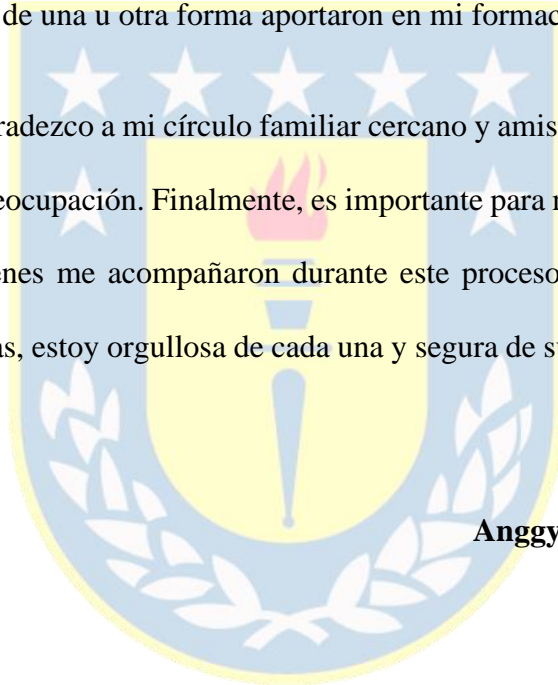 de una u otra forma aportaron en mi formac
radezco a mi círculo familiar cercano y amis
eocupación. Finalmente, es importante para
enes me acompañaron durante este proceso
as, estoy orgullosa de cada una y segura de s
Anggy